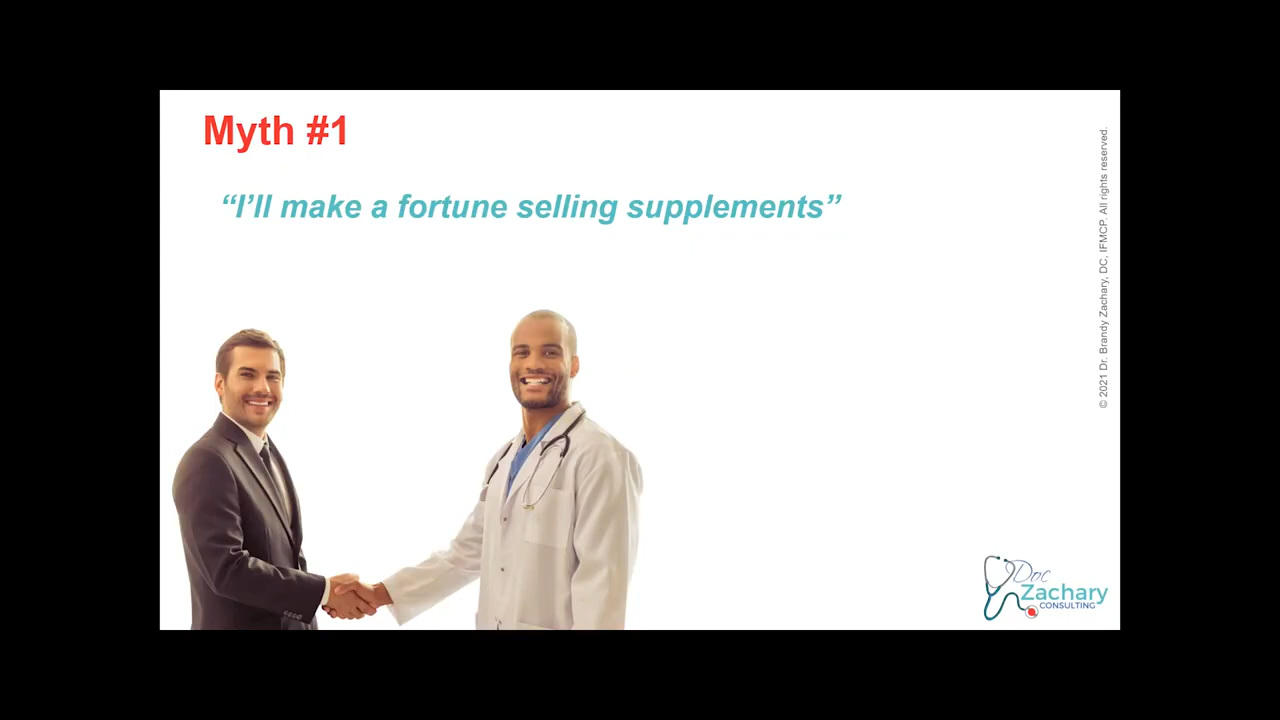 Myth #1
“I’ll make a fortune selling supplements”
© 2021 Dr. Brandy Zachary, DC, IFMCP. All rights reserved.
Doc
Zachary
CONSULTING